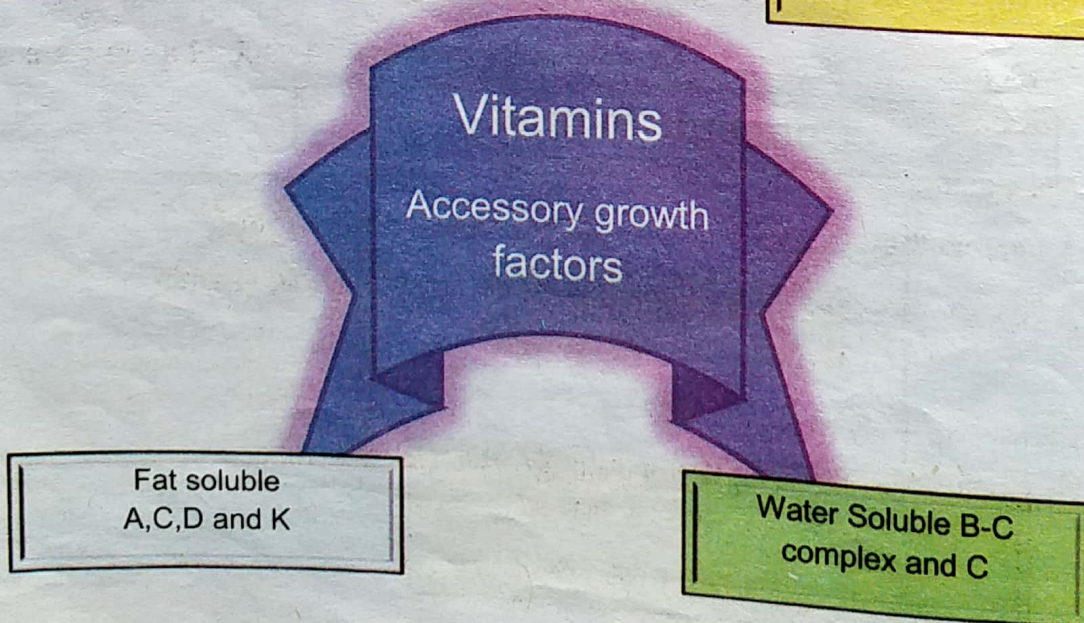 Vitamins
Accessory growth
factors
Fat soluble
A,C,D and K
Water Soluble B-C
complex and C